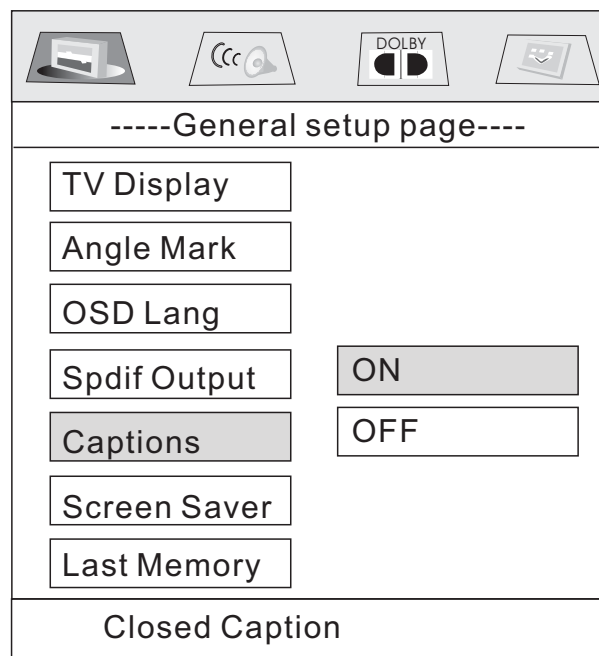 DOLBY
-----General setup page----
TV Display
Angle Mark
OSD Lang
Spdif Output
ON
Captions
OFF
Screen Saver
Last Memory
Closed Caption